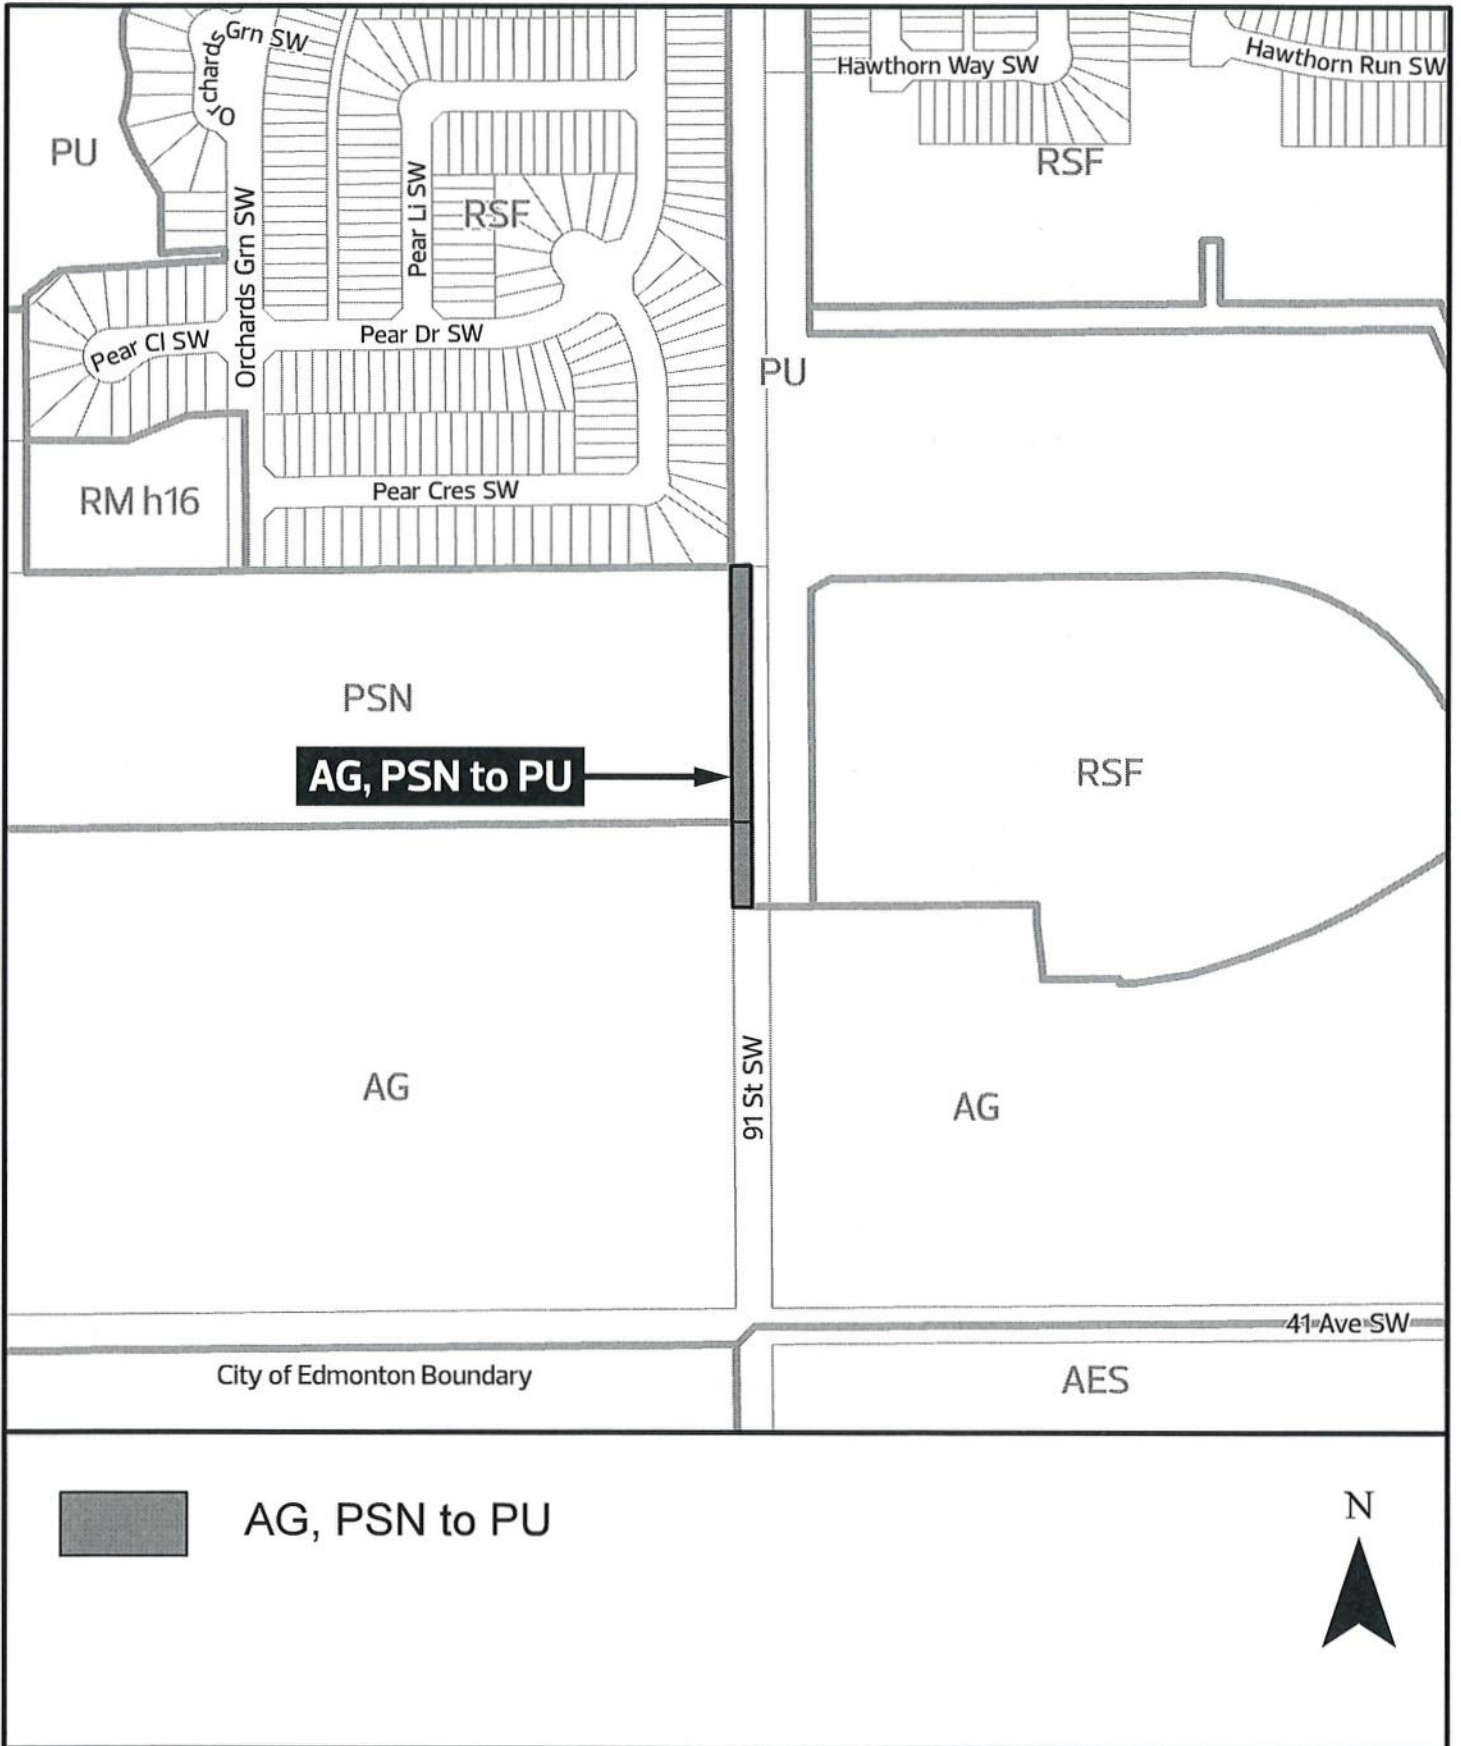 Orchards Grn SW
Hawthorn Way SW
Hawthorn Run SW
PU
RSF
Pear Li SW
RSF
Orchards Grn SW
Pear Cl SW
Pear Dr SW
PU
RM h16
Pear Cres SW
PSN
AG, PSN to PU
RSF
AG
91 St SW
AG
41 Ave SW
City of Edmonton Boundary
AES
AG, PSN to PU
N